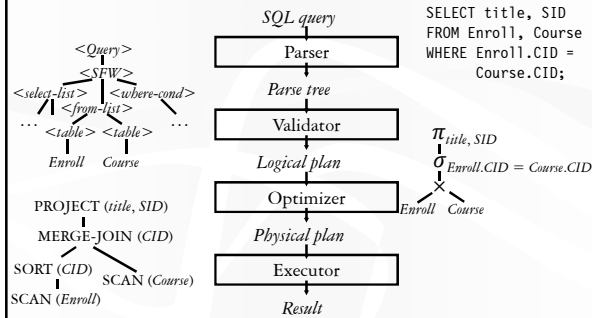 SQL query
Parser
Parse tree
Validator
Logical plan
Optimizer
Physical plan
Executor
Result
SELECT title, SID
FROM Enroll, Course
WHERE Enroll.CID =
Course.CID;
<Query>
<SFW>
<select-list> <where-cond>
<from-list>
… <table> <table> …
Enroll Course
π title, SID
σ Enroll.CID = Course.CID
×
Enroll Course
PROJECT (title, SID)
MERGE-JOIN (CID)
SORT (CID)
SCAN (Course)
SCAN (Enroll)